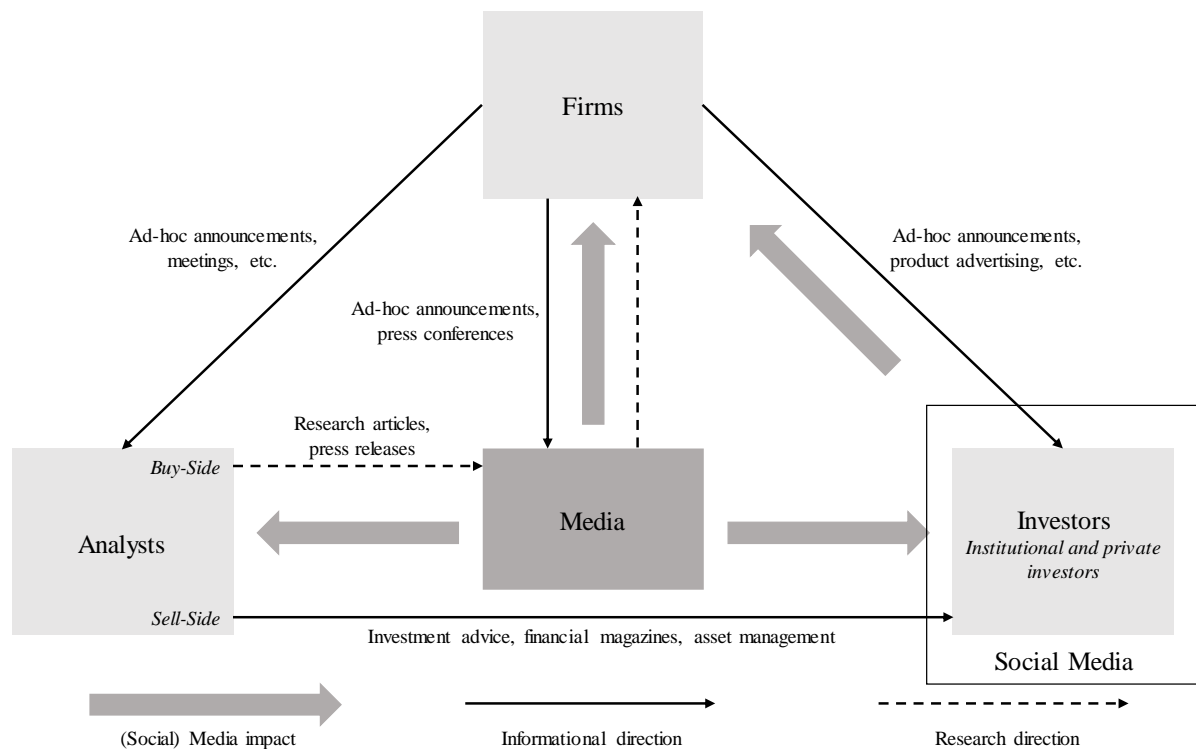 Firms
Ad-hoc announcements,
meetings, etc.
Ad-hoc announcements,
product advertising, etc.
Ad-hoc announcements,
press conferences
Research articles,
press releases
Buy-Side
Analysts
Sell-Side
Media
Investors
Institutional and private
investors
Investment advice, financial magazines, asset management
Social Media
(Social) Media impact
Informational direction
Research direction